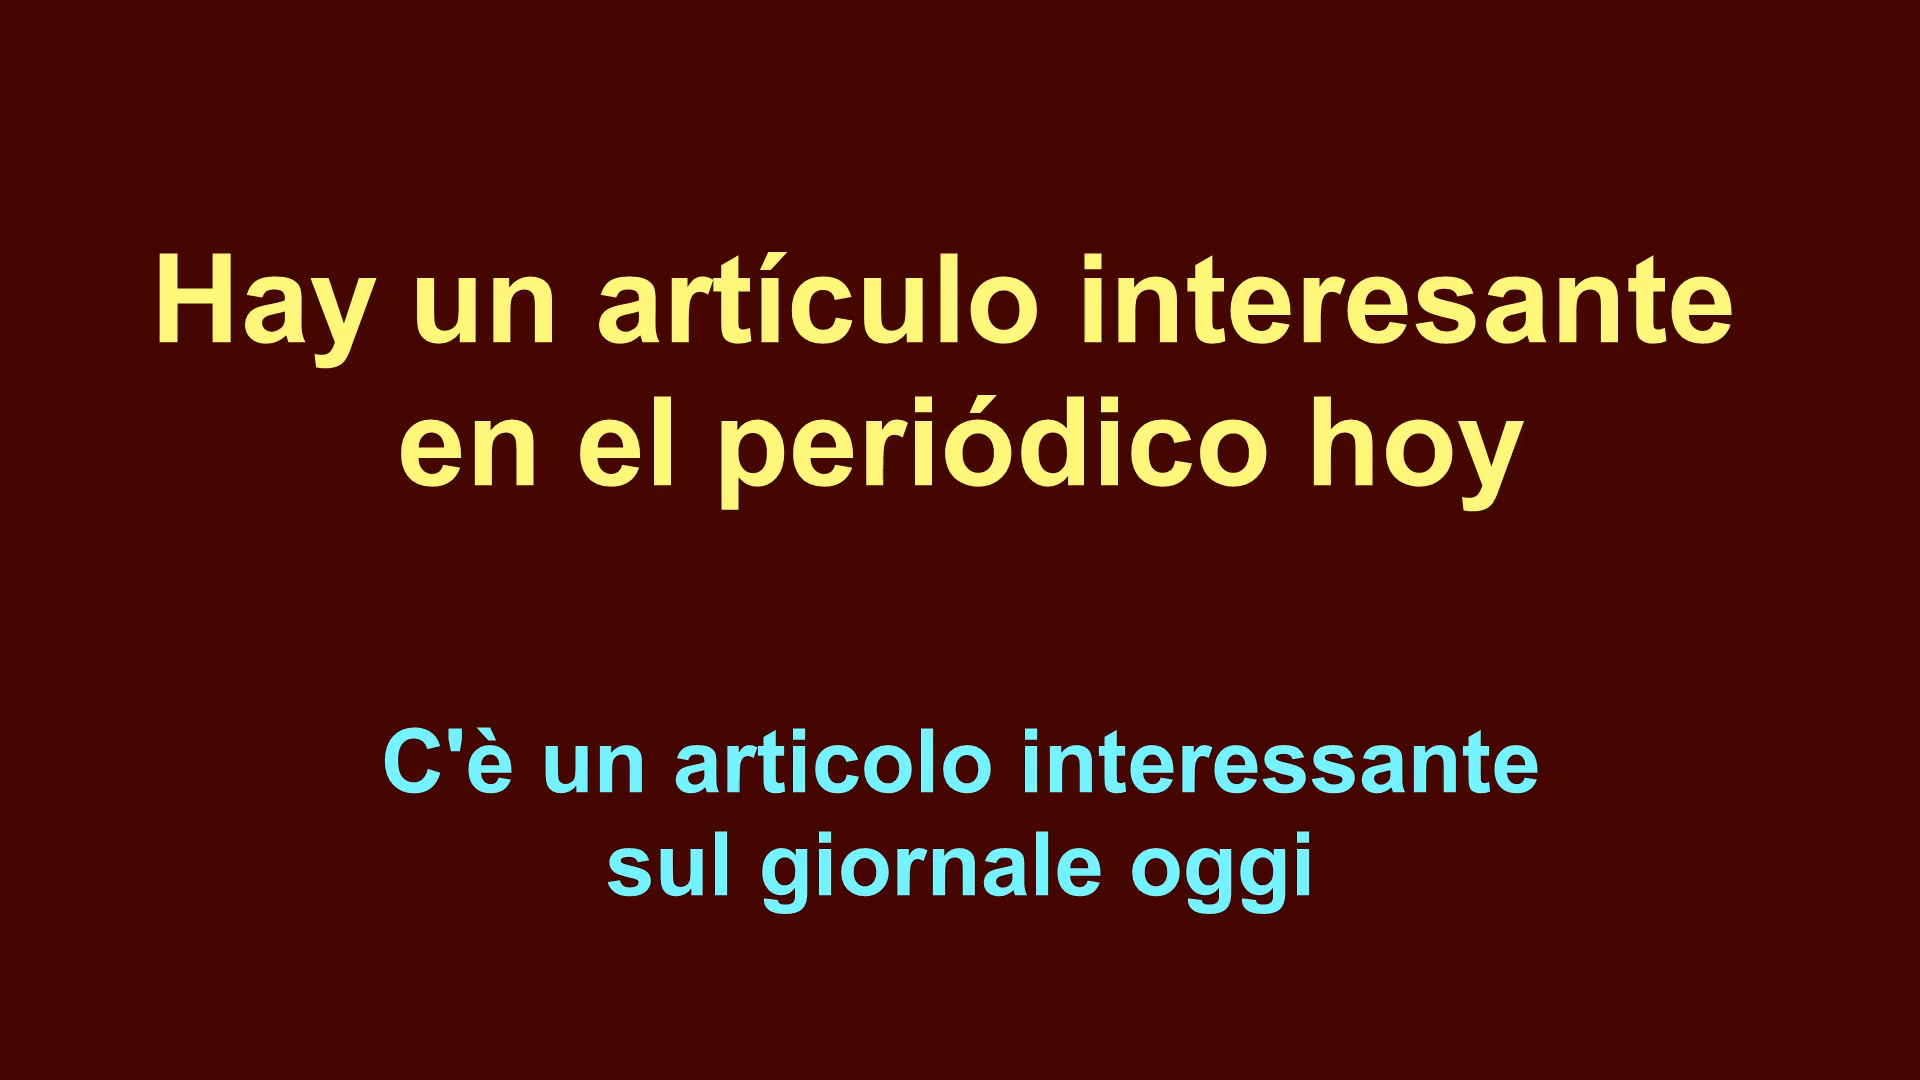 Hay un artículo interesante
en el periódico hoy
C'è un articolo interessante
sul giornale oggi